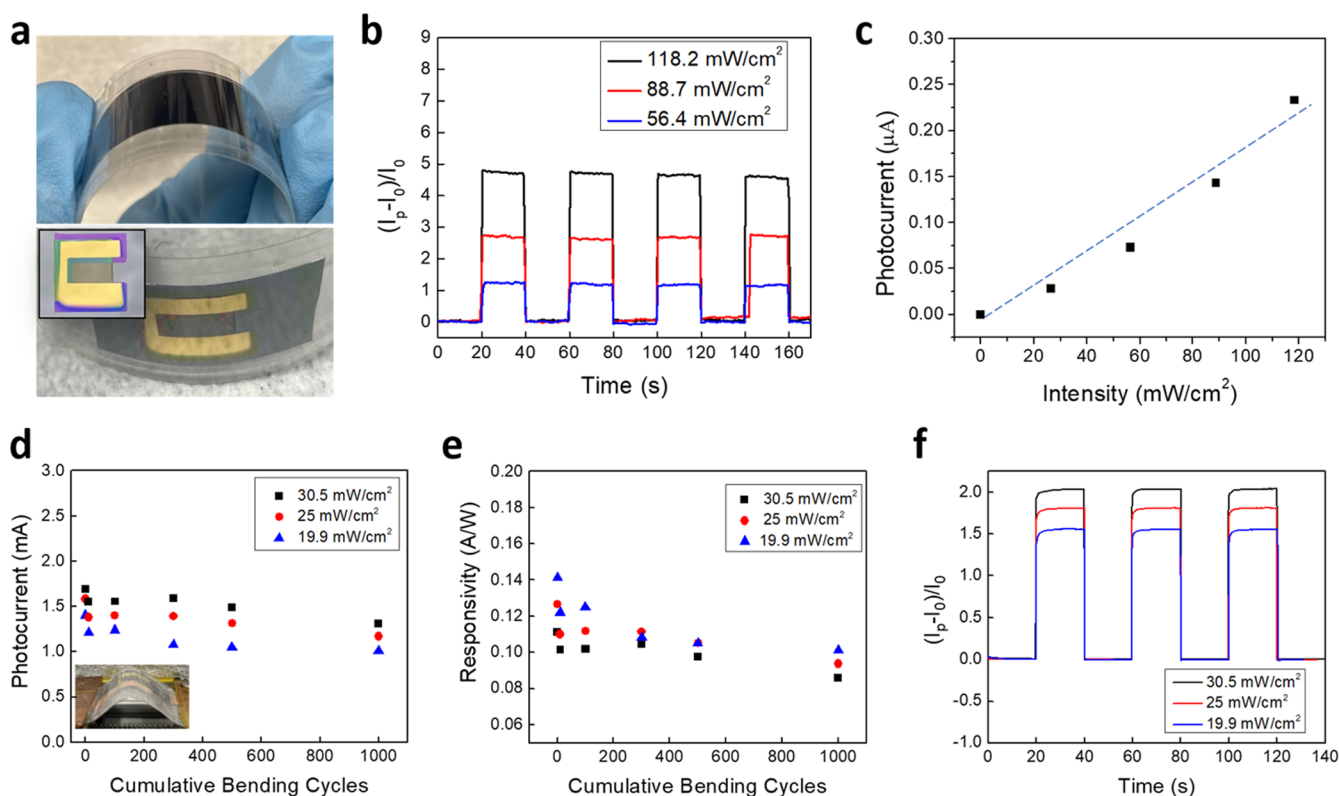 a
b
9
8
7
6
5
4
3
2
1
0
(Ip-I0)/I0
118.2 mW/cm²
88.7 mW/cm²
56.4 mW/cm²
0 20 40 60 80 100 120 140 160
Time (s)
c
0.30
0.25
0.20
0.15
0.10
0.05
0.00
Photocurrent (μA)
0 20 40 60 80 100 120
Intensity (mW/cm²)
d
3.0
2.5
2.0
1.5
1.0
0.5
0.0
Photocurrent (mA)
30.5 mW/cm²
25 mW/cm²
19.9 mW/cm²
0 200 400 600 800 1000
Cumulative Bending Cycles
e
0.20
0.18
0.16
0.14
0.12
0.10
0.08
0.06
Responsivity (A/W)
30.5 mW/cm²
25 mW/cm²
19.9 mW/cm²
0 200 400 600 800 1000
Cumulative Bending Cycles
f
2.0
1.5
1.0
0.5
0.0
-0.5
-1.0
(Ip-I0)/I0
30.5 mW/cm²
25 mW/cm²
19.9 mW/cm²
0 20 40 60 80 100 120 140
Time (s)